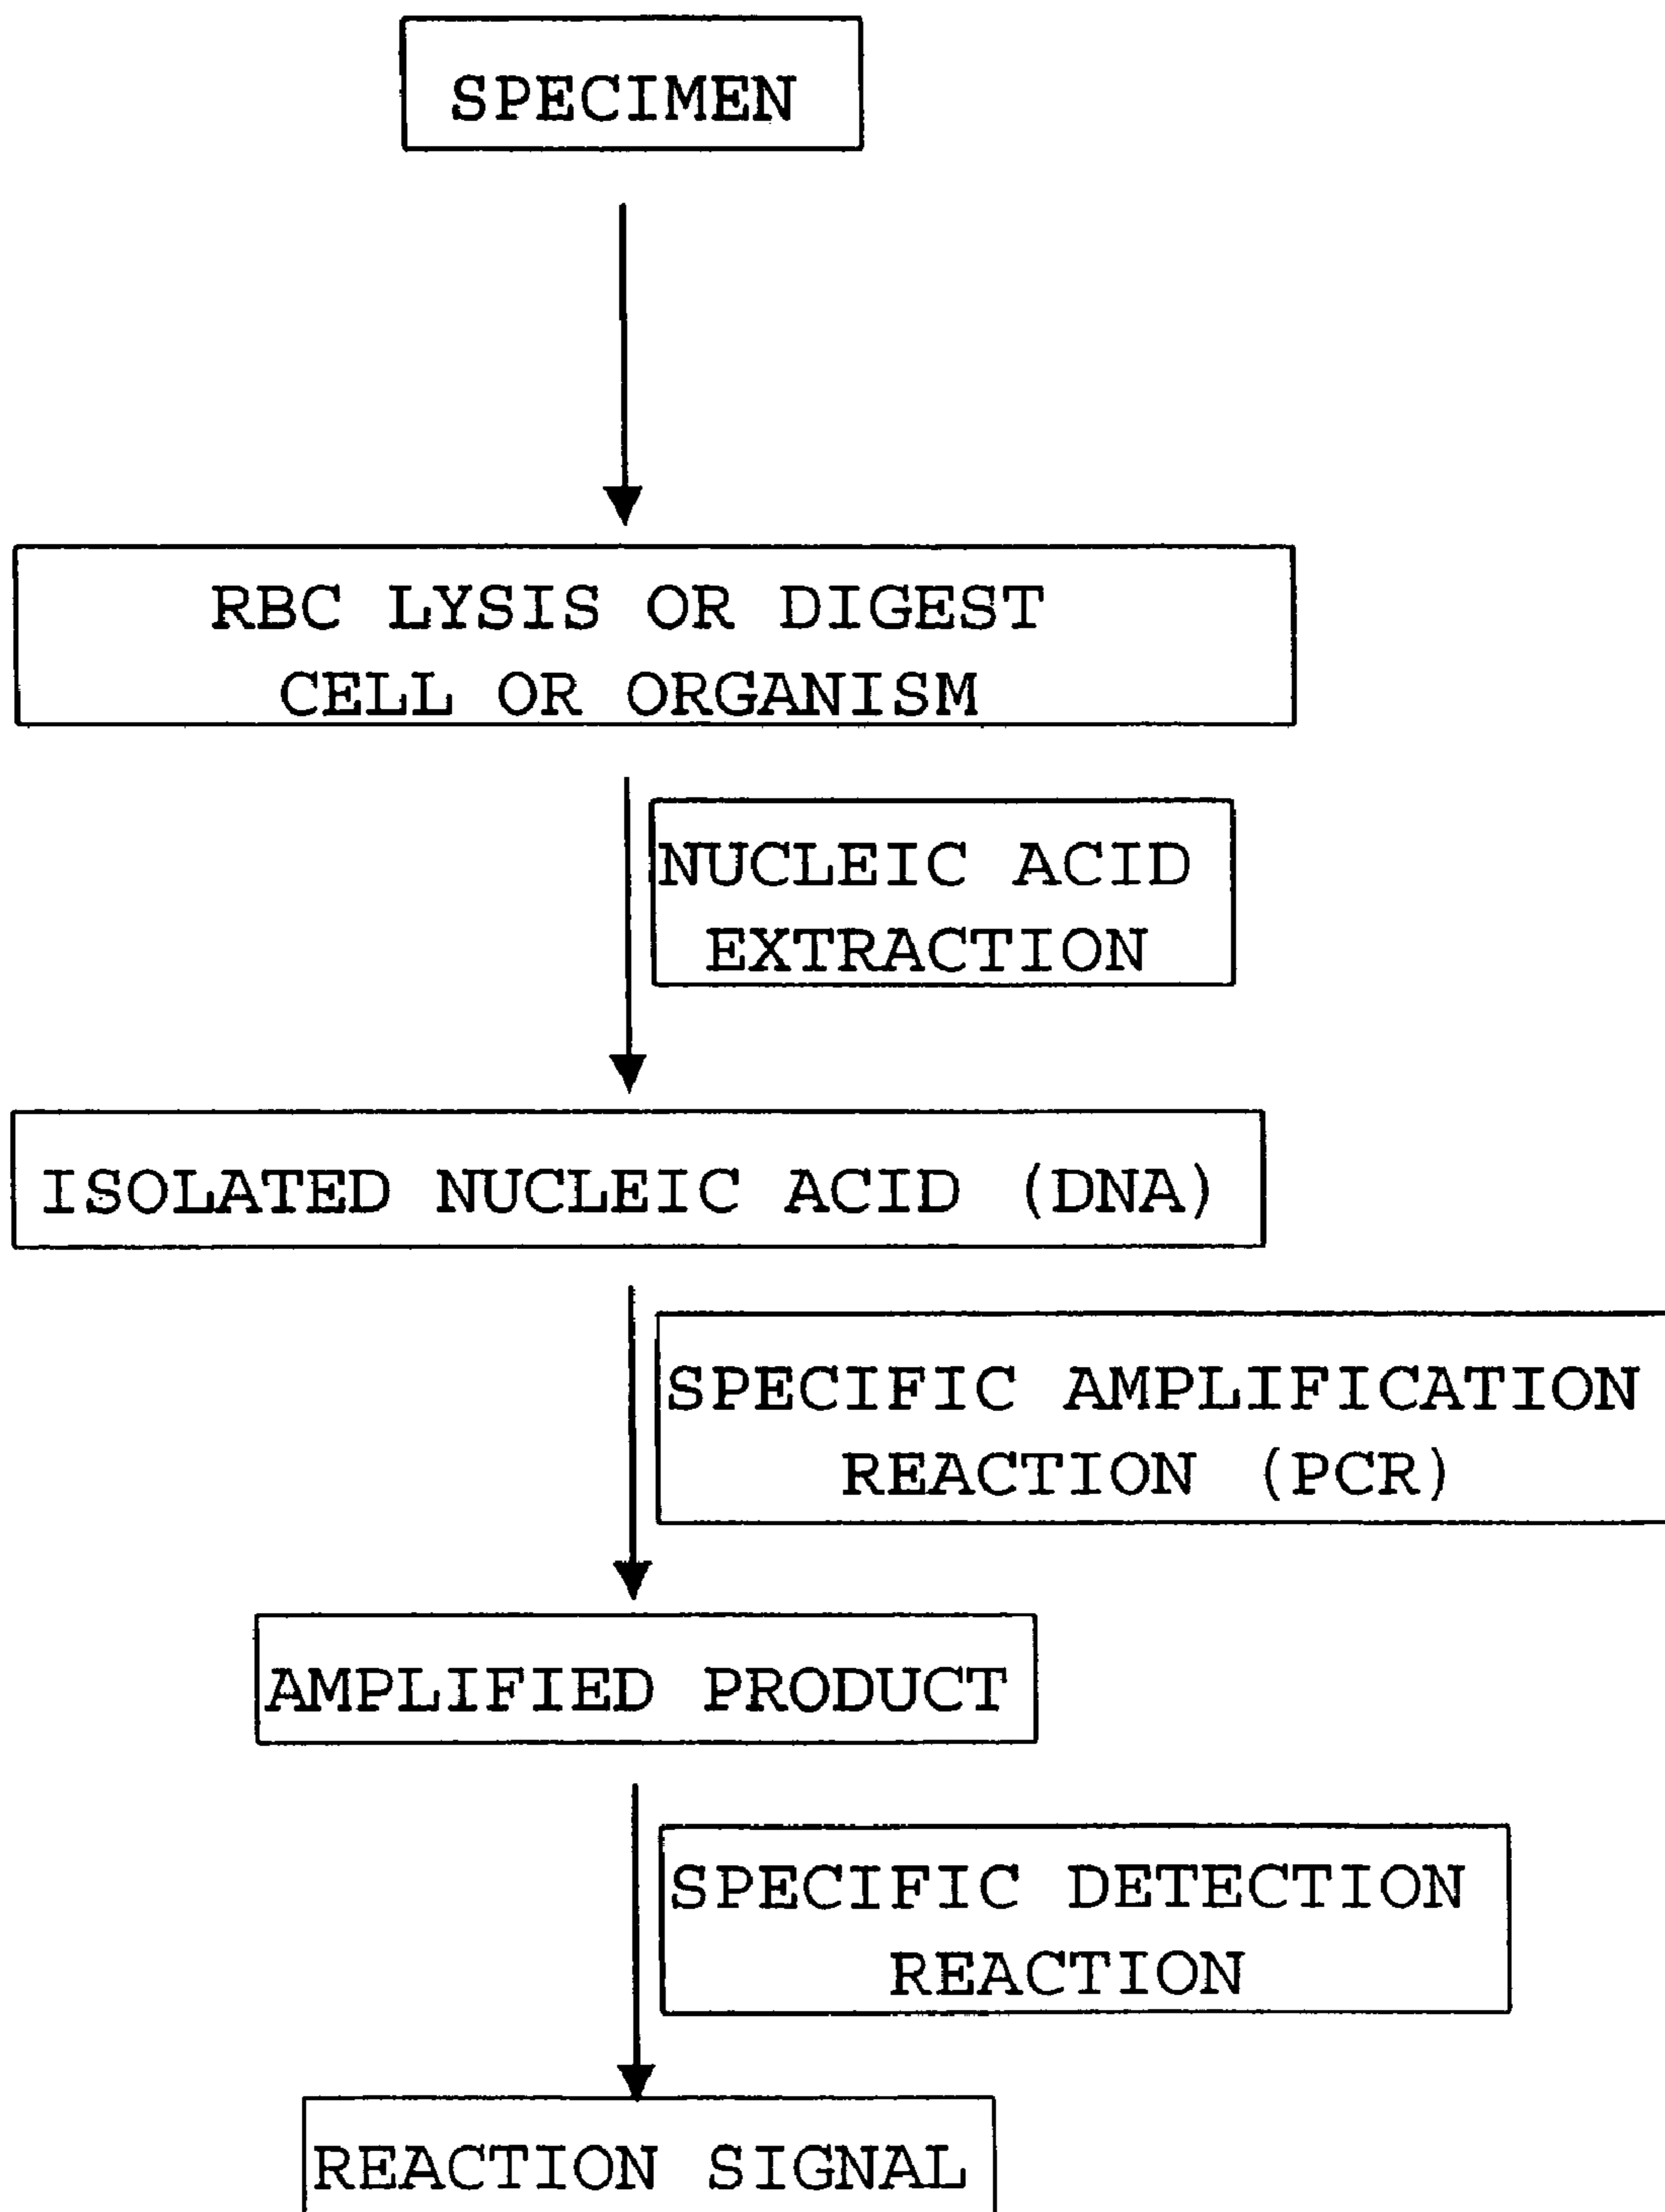 SPECIMEN
RBC LYSIS OR DIGEST
CELL OR ORGANISM
NUCLEIC ACID
EXTRACTION
ISOLATED NUCLEIC ACID (DNA)
SPECIFIC AMPLIFICATION
REACTION (PCR)
AMPLIFIED PRODUCT
SPECIFIC DETECTION
REACTION
REACTION SIGNAL